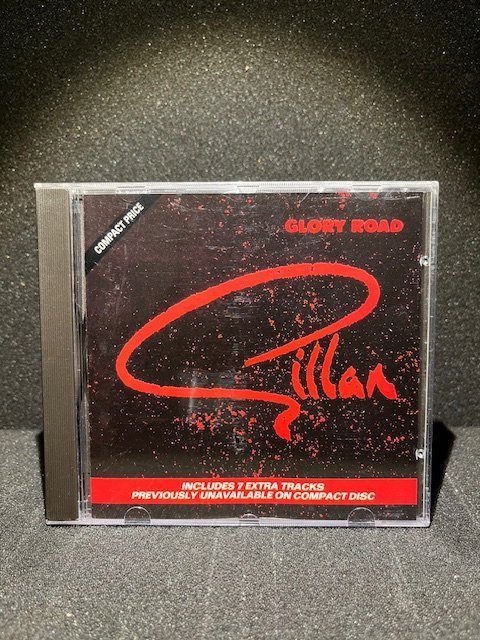 COMPACT PRICE
GLORY ROAD
Gillan
INCLUDES 7 EXTRA TRACKS
PREVIOUSLY UNAVAILABLE ON COMPACT DISC